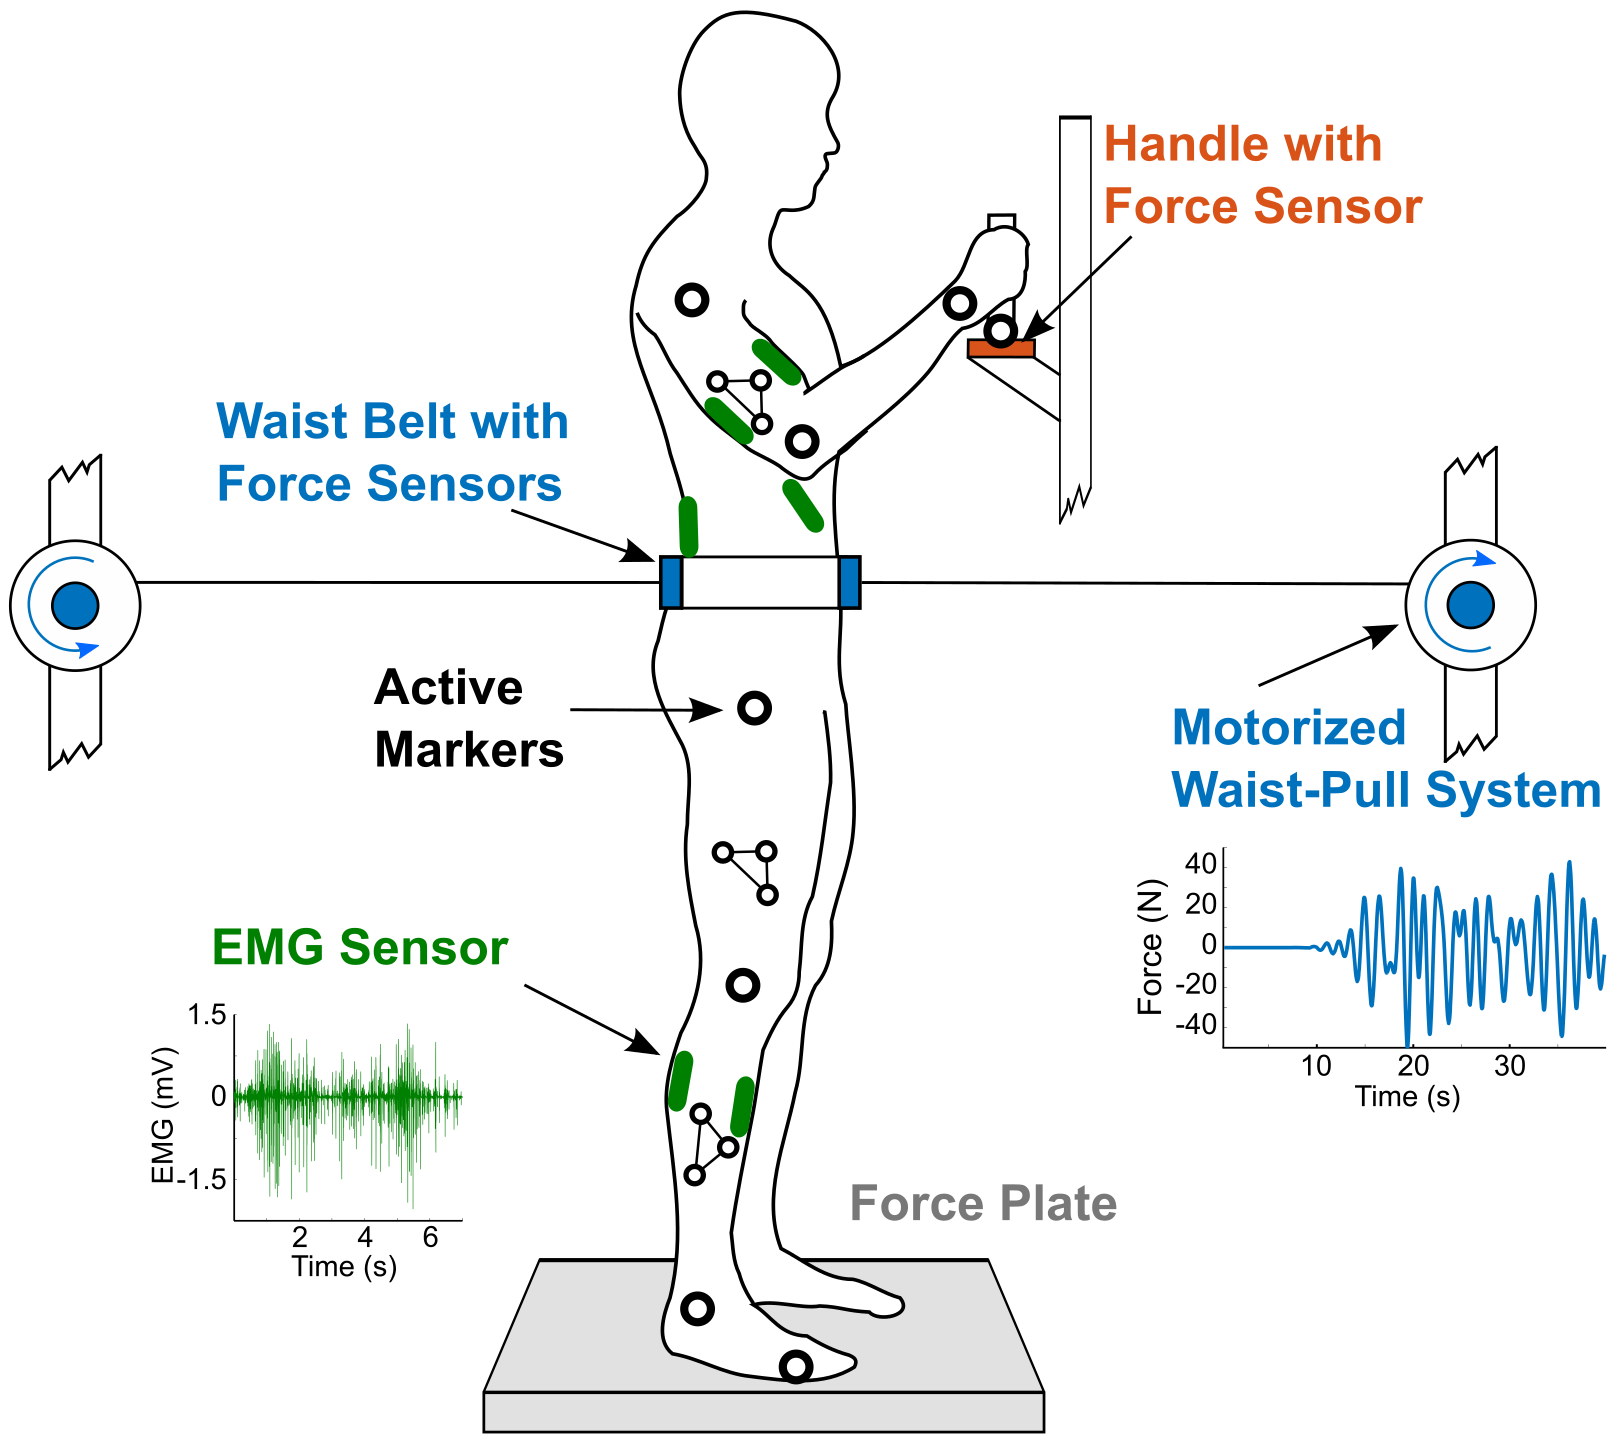 Handle with
Force Sensor
Waist Belt with
Force Sensors
Active
Markers
Motorized
Waist-Pull System
40
20
0
-20
-40
Force (N)
10
20
30
Time (s)
EMG Sensor
1.5
0
-1.5
EMG (mV)
2
4
6
Time (s)
Force Plate